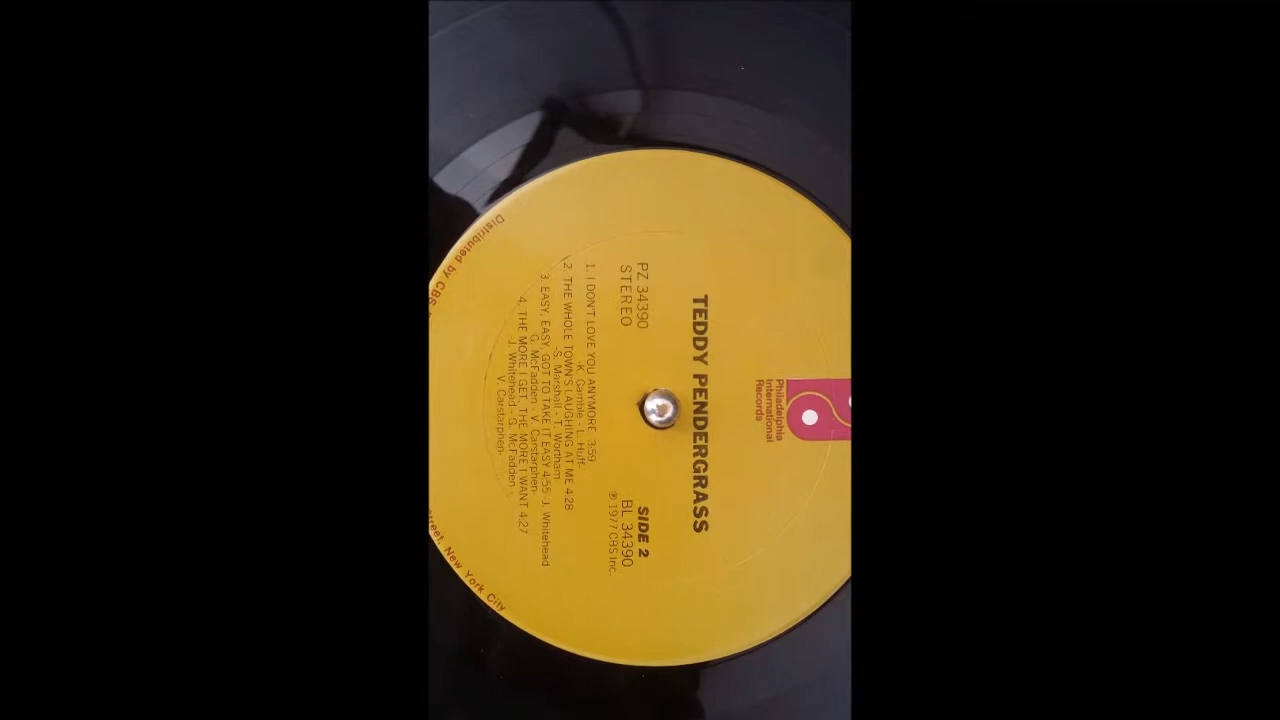 Philadelphia
International
Records
TEDDY PENDERGRASS
PZ 34390
STEREO
SIDE 2
BL 34390
℗ 1977 CBS Inc.
1. I DON'T LOVE YOU ANYMORE 3:59
-K. Gamble - L. Huff-
2. THE WHOLE TOWN'S LAUGHING AT ME 4:28
-S. Marshall - T. Wortham
3. EASY, EASY, GOT TO TAKE IT EASY 4:55 -J. Whitehead
G. McFadden - V. Carstarphen-
4. THE MORE I GET, THE MORE I WANT 4:27
J. Whitehead - G. McFadden -
V. Carstarphen-
Distributed by CBS
New York City